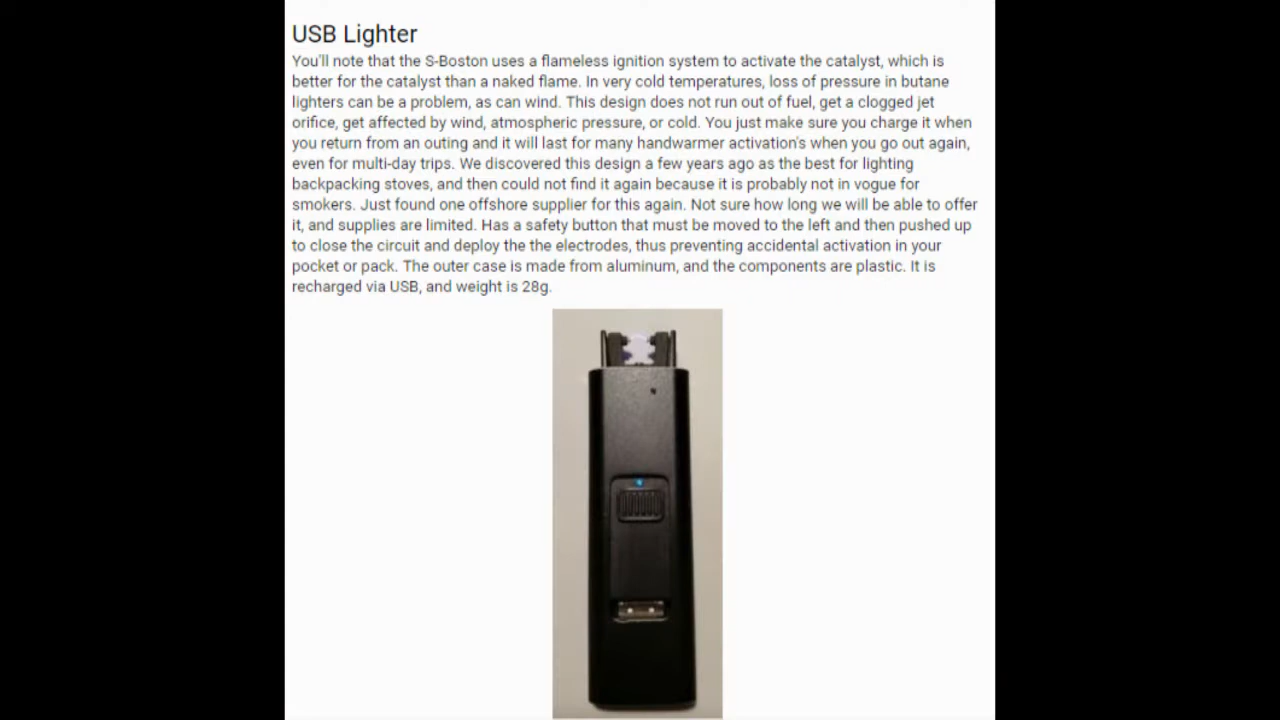 USB Lighter
You'll note that the S-Boston uses a flameless ignition system to activate the catalyst, which is
better for the catalyst than a naked flame. In very cold temperatures, loss of pressure in butane
lighters can be a problem, as can wind. This design does not run out of fuel, get a clogged jet
orifice, get affected by wind, atmospheric pressure, or cold. You just make sure you charge it when
you return from an outing and it will last for many handwarmer activation's when you go out again,
even for multi-day trips. We discovered this design a few years ago as the best for lighting
backpacking stoves, and then could not find it again because it is probably not in vogue for
smokers. Just found one offshore supplier for this again. Not sure how long we will be able to offer
it, and supplies are limited. Has a safety button that must be moved to the left and then pushed up
to close the circuit and deploy the the electrodes, thus preventing accidental activation in your
pocket or pack. The outer case is made from aluminum, and the components are plastic. It is
recharged via USB, and weight is 28g.